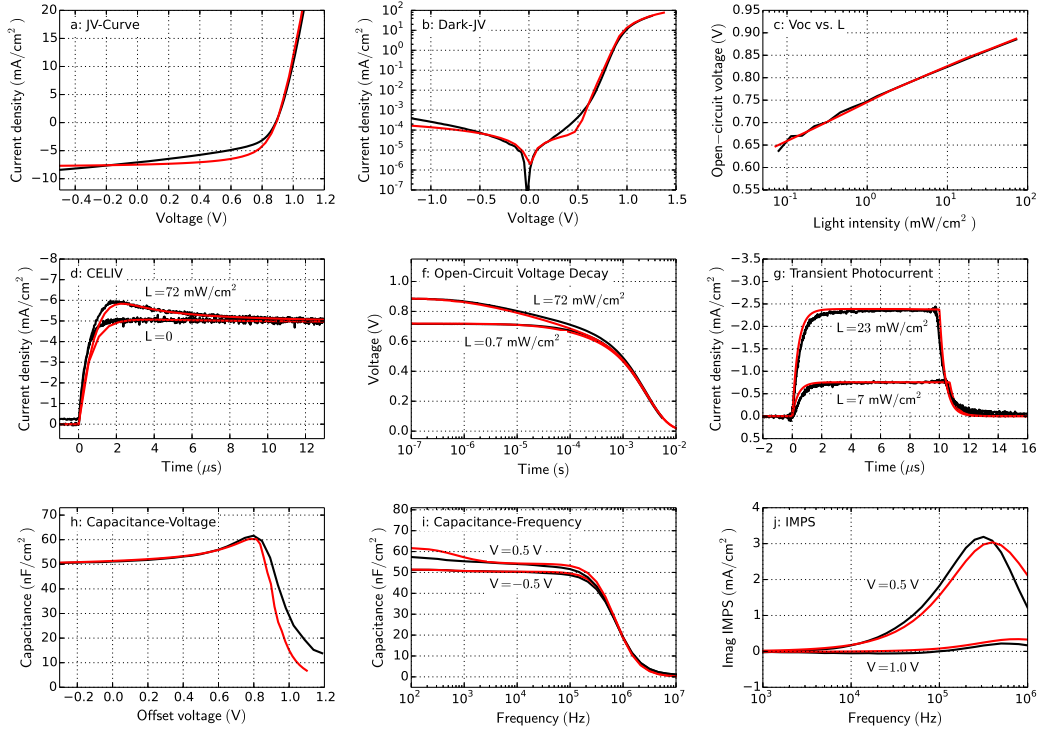 a: JV-Curve
Current density (mA/cm²)
20
15
10
5
0
−5
−10
−0.4 −0.2 0.0 0.2 0.4 0.6 0.8 1.0 1.2
Voltage (V)
b: Dark-JV
Current density (mA/cm²)
10²
10¹
10⁰
10⁻¹
10⁻²
10⁻³
10⁻⁴
10⁻⁵
10⁻⁶
10⁻⁷
−1.0 −0.5 0.0 0.5 1.0 1.5
Voltage (V)
c: Voc vs. L
Open−circuit voltage (V)
0.95
0.90
0.85
0.80
0.75
0.70
0.65
0.60
0.55
10⁻¹ 10⁰ 10¹ 10²
Light intensity (mW/cm²)
d: CELIV
Current density (mA/cm²)
−8
−7
−6
−5
−4
−3
−2
−1
0
L=72 mW/cm²
L=0
0 2 4 6 8 10 12
Time (μs)
f: Open-Circuit Voltage Decay
Voltage (V)
1.0
0.8
0.6
0.4
0.2
0.0
L=72 mW/cm²
L=0.7 mW/cm²
10⁻⁷ 10⁻⁶ 10⁻⁵ 10⁻⁴ 10⁻³ 10⁻²
Time (s)
g: Transient Photocurrent
Current density (mA/cm²)
−3.5
−3.0
−2.5
−2.0
−1.5
−1.0
−0.5
0.0
0.5
L=23 mW/cm²
L=7 mW/cm²
−2 0 2 4 6 8 10 12 14 16
Time (μs)
h: Capacitance-Voltage
Capacitance (nF/cm²)
70
60
50
40
30
20
10
0
−0.2 0.0 0.2 0.4 0.6 0.8 1.0 1.2
Offset voltage (V)
i: Capacitance-Frequency
Capacitance (nF/cm²)
80
70
60
50
40
30
20
10
0
V=0.5 V
V=−0.5 V
10² 10³ 10⁴ 10⁵ 10⁶ 10⁷
Frequency (Hz)
j: IMPS
Imag IMPS (mA/cm²)
4
3
2
1
0
−1
V=0.5 V
V=1.0 V
10³ 10⁴ 10⁵ 10⁶
Frequency (Hz)